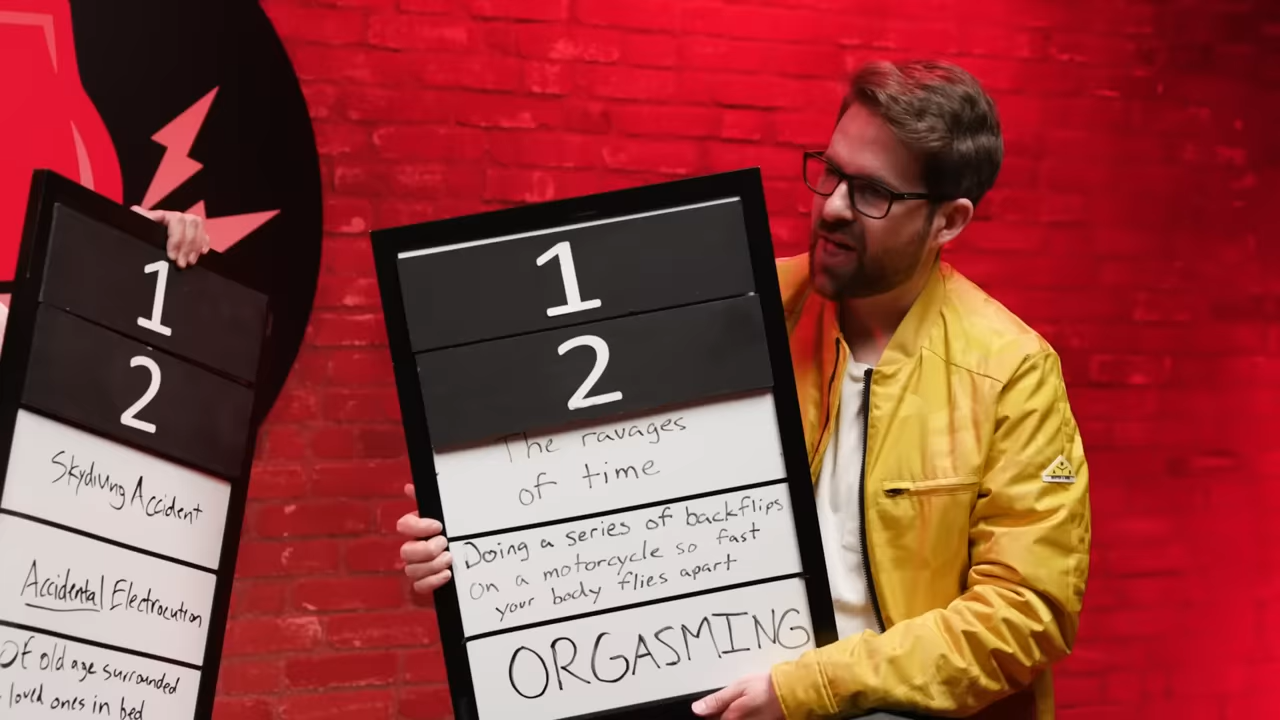 1
2
Skydiving Accident
Accidental Electrocution
Of old age surrounded
loved ones in bed
1
2
The ravages
of time
Doing a series of backflips
on a motorcycle so fast
your body flies apart
ORGASMING